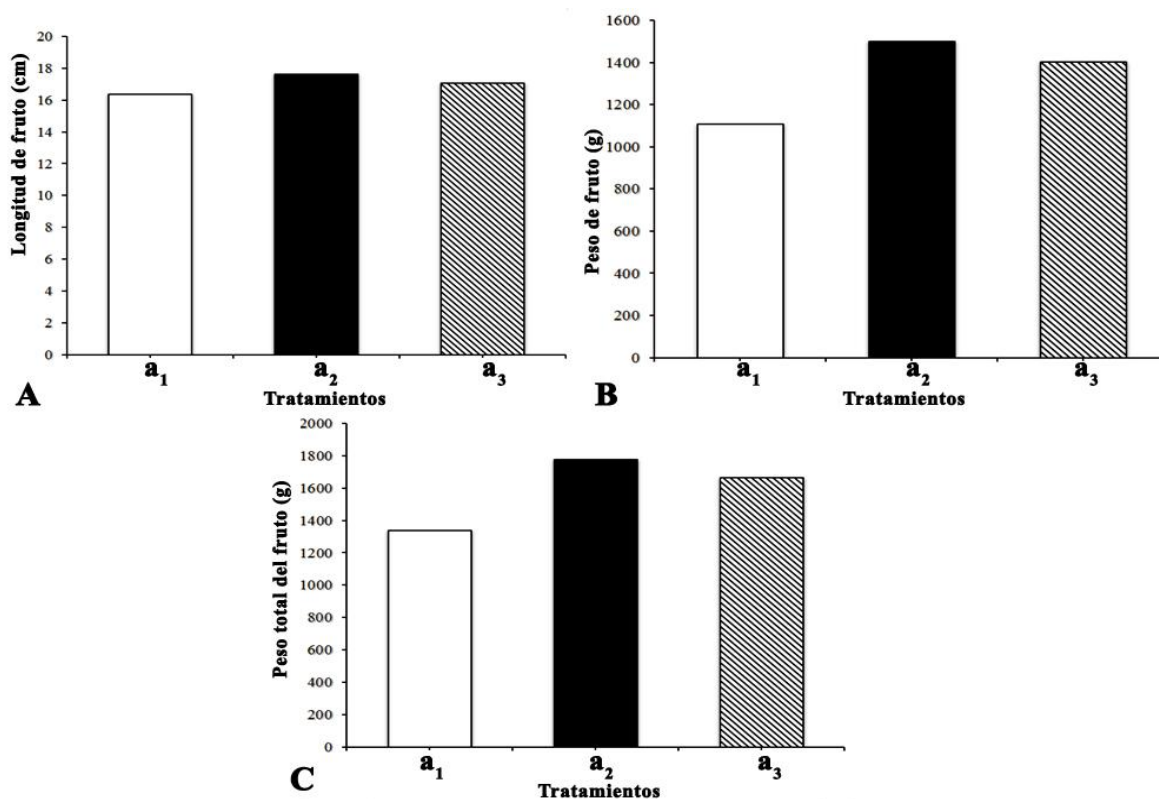 Longitud de fruto (cm)
20
18
16
14
12
10
8
6
4
2
0
a1
a2
a3
Tratamientos
A
Peso de fruto (g)
1600
1400
1200
1000
800
600
400
200
0
a1
a2
a3
Tratamientos
B
Peso total del fruto (g)
2000
1800
1600
1400
1200
1000
800
600
400
200
0
a1
a2
a3
Tratamientos
C